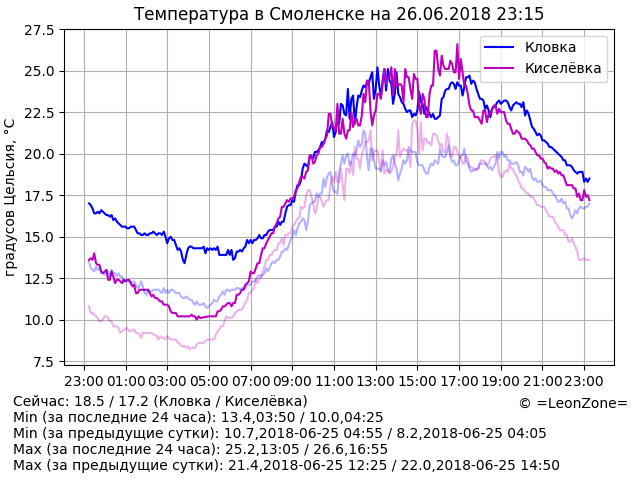 Температура в Смоленске на 26.06.2018 23:15
градусов Цельсия, °C
27.5
25.0
22.5
20.0
17.5
15.0
12.5
10.0
7.5
Кловка
Киселёвка
23:00 01:00 03:00 05:00 07:00 09:00 11:00 13:00 15:00 17:00 19:00 21:00 23:00
Сейчас: 18.5 / 17.2 (Кловка / Киселёвка)
© =LeonZone=
Min (за последние 24 часа): 13.4,03:50 / 10.0,04:25
Min (за предыдущие сутки): 10.7,2018-06-25 04:55 / 8.2,2018-06-25 04:05
Max (за последние 24 часа): 25.2,13:05 / 26.6,16:55
Max (за предыдущие сутки): 21.4,2018-06-25 12:25 / 22.0,2018-06-25 14:50